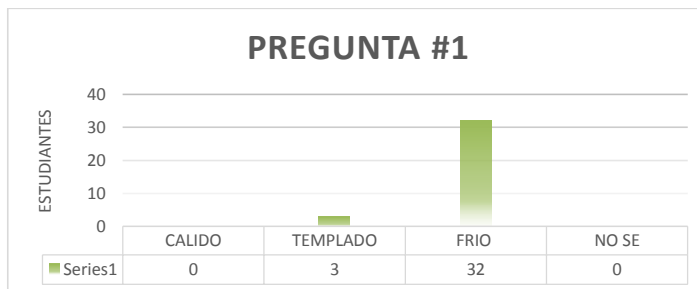 PREGUNTA #1
ESTUDIANTES
40
30
20
10
0
CALIDO TEMPLADO FRIO NO SE
Series1 0 3 32 0